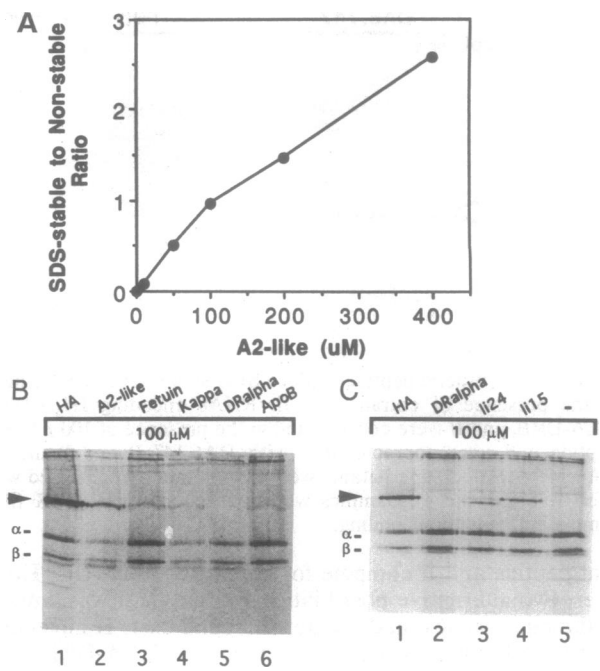 A
SDS-stable to Non-stable
Ratio
3
2
1
0
0
100
200
300
400
A2-like (uM)
B
HA
A2-like
Fetuin
Kappa
DRalpha
ApoB
100 µM
α-
β-
1 2 3 4 5 6
C
HA
DRalpha
Ii24
Ii15
-
100 µM
α-
β-
1 2 3 4 5